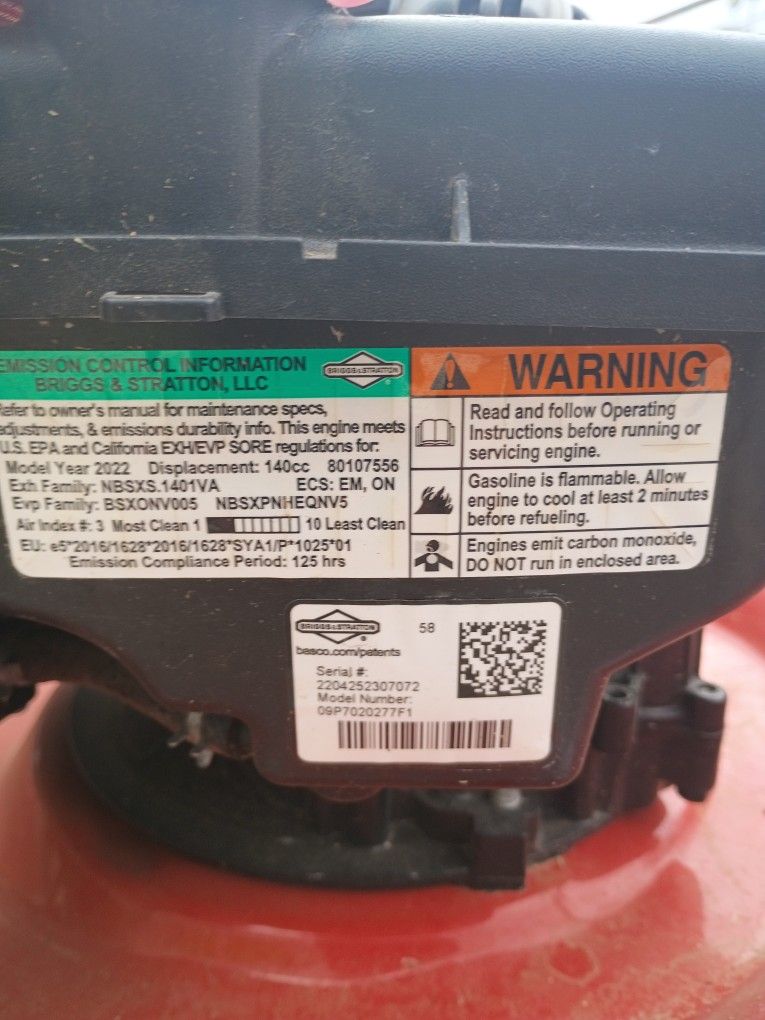 EMISSION CONTROL INFORMATION
BRIGGS & STRATTON, LLC
BRIGGS & STRATTON
®
Refer to owner's manual for maintenance specs,
adjustments, & emissions durability info. This engine meets
U.S. EPA and California EXH/EVP SORE regulations for:
Model Year 2022 Displacement: 140cc 80107556
Exh Family: NBSXS.1401VA ECS: EM, ON
Evp Family: BSXONV005 NBSXPNHEQNV5
Air Index #: 3 Most Clean 1 10 Least Clean
EU: e5*2016/1628*2016/1628*SYA1/P*1025*01
Emission Compliance Period: 125 hrs
WARNING
Read and follow Operating
Instructions before running or
servicing engine.
Gasoline is flammable. Allow
engine to cool at least 2 minutes
before refueling.
Engines emit carbon monoxide,
DO NOT run in enclosed area.
BRIGGS & STRATTON
®
58
basco.com/patents
Serial #:
2204252307072
Model Number:
09P7020277F1